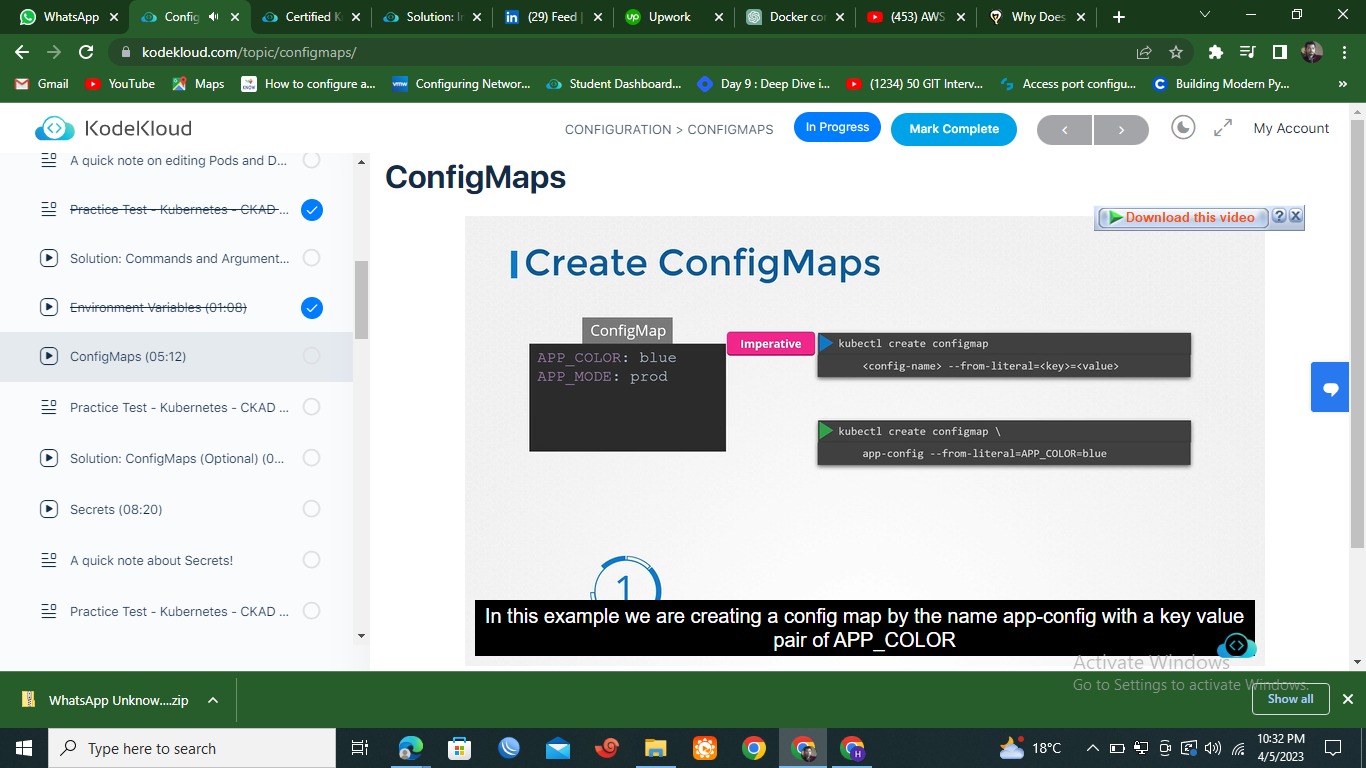 WhatsApp
Config
Certified K
Solution: I
(29) Feed |
Upwork
Docker co
(453) AWS
Why Does
kodekloud.com/topic/configmaps/
Gmail
YouTube
Maps
How to configure a...
Configuring Networ...
Student Dashboard...
Day 9 : Deep Dive i...
(1234) 50 GIT Interv...
Access port configu...
Building Modern Py...
»
KodeKloud
CONFIGURATION > CONFIGMAPS
In Progress
Mark Complete
<
>
My Account
A quick note on editing Pods and D...
Practice Test - Kubernetes - CKAD ...
Solution: Commands and Argument...
Environment Variables (01:08)
ConfigMaps (05:12)
Practice Test - Kubernetes - CKAD ...
Solution: ConfigMaps (Optional) (0...
Secrets (08:20)
A quick note about Secrets!
Practice Test - Kubernetes - CKAD ...
ConfigMaps
Download this video
?
X
Create ConfigMaps
ConfigMap
APP_COLOR: blue
APP_MODE: prod
Imperative
kubectl create configmap
<config-name> --from-literal=<key>=<value>
kubectl create configmap \
app-config --from-literal=APP_COLOR=blue
1
In this example we are creating a config map by the name app-config with a key value
pair of APP_COLOR
Activate Windows
Go to Settings to activate Windows.
WhatsApp Unknow....zip
Show all
Type here to search
18°C
10:32 PM
4/5/2023